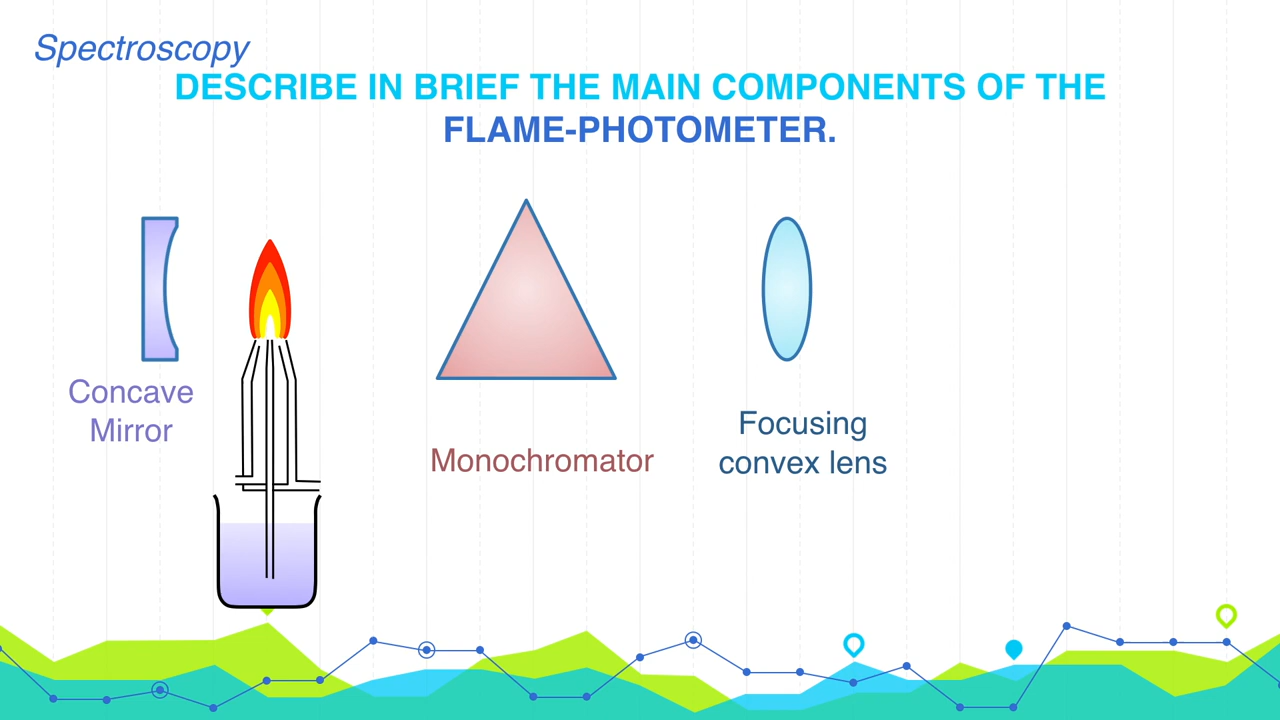 Spectroscopy
DESCRIBE IN BRIEF THE MAIN COMPONENTS OF THE
FLAME-PHOTOMETER.
Concave
Mirror
Monochromator
Focusing
convex lens